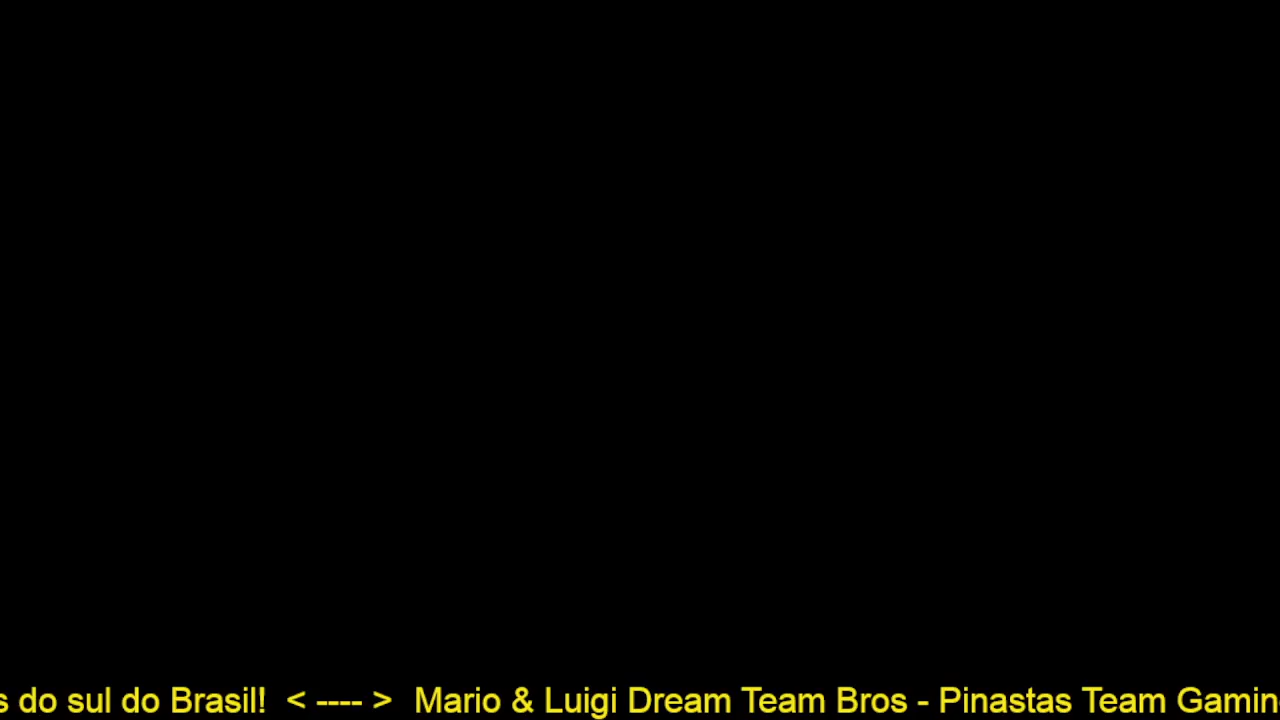 s do sul do Brasil! < ---- > Mario & Luigi Dream Team Bros - Pinastas Team Gamin